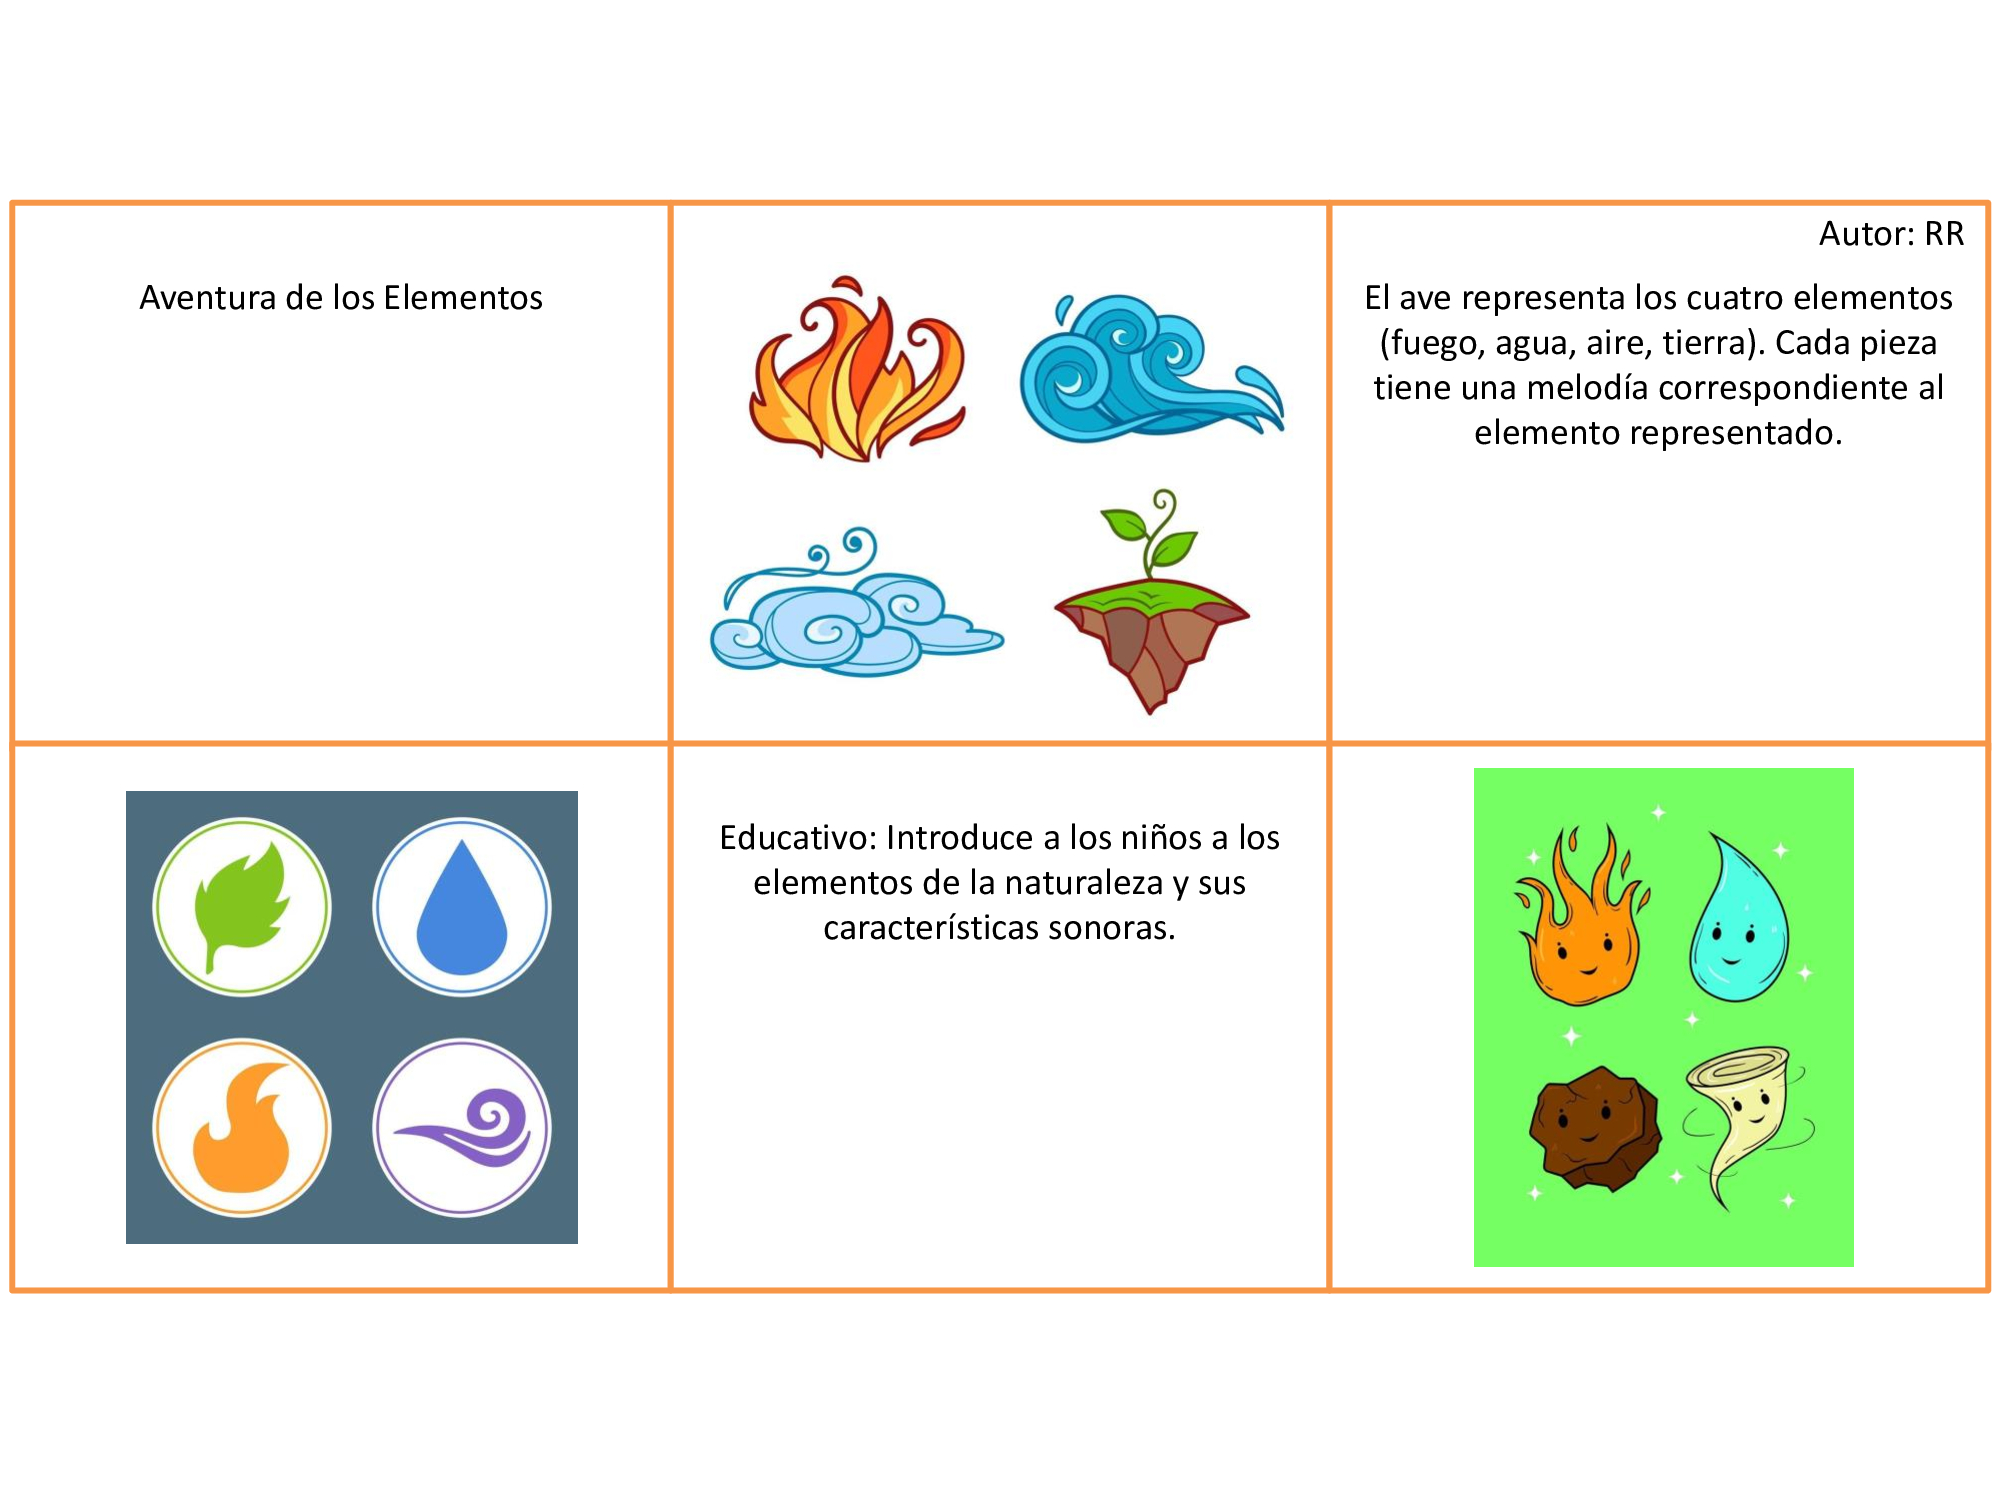 Aventura de los Elementos
Autor: RR
El ave representa los cuatro elementos
(fuego, agua, aire, tierra). Cada pieza
tiene una melodía correspondiente al
elemento representado.
Educativo: Introduce a los niños a los
elementos de la naturaleza y sus
características sonoras.